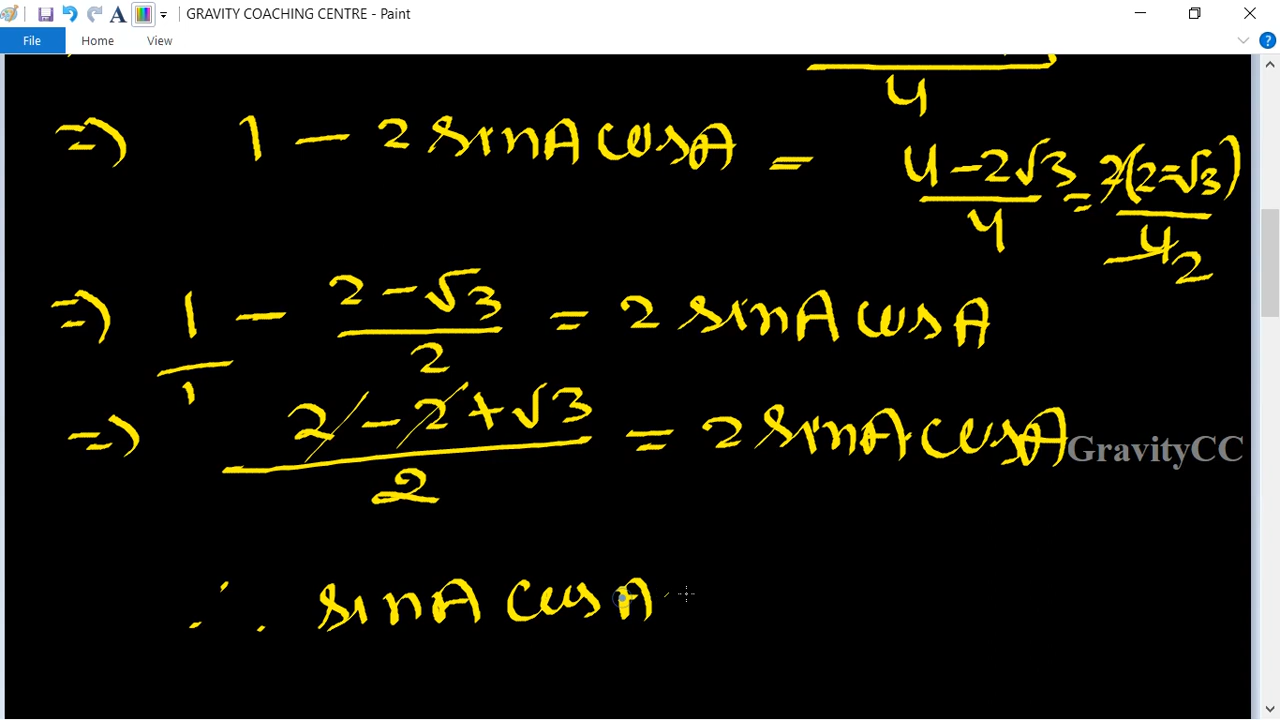 GRAVITY COACHING CENTRE - Paint
File Home View
4
⇒ 1 - 2 sinA cosA = (4 - 2√3)/4 = 2(2 - √3)/4 2
⇒ 1/1 - (2 - √3)/2 = 2 sinA cosA
⇒ (2 - 2 + √3)/2 = 2 sinA cosA
GravityCC
∴ sinA cosA